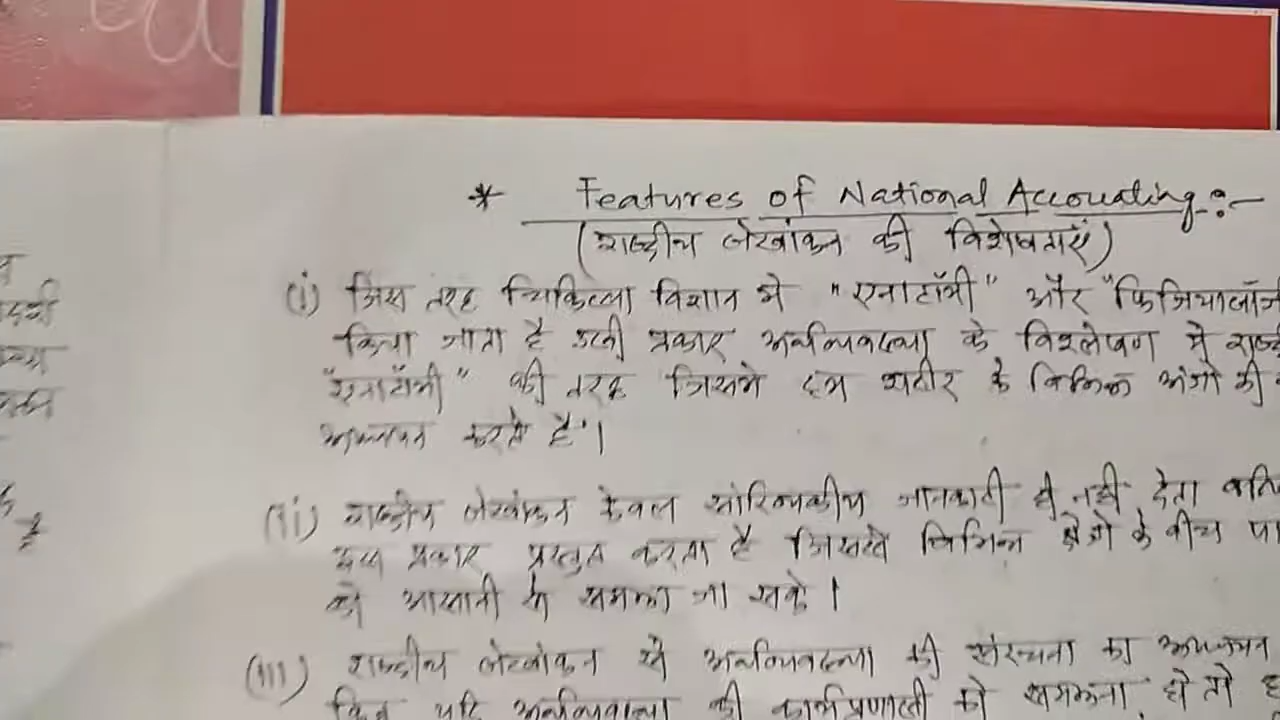 * Features of National Accounting:-
(राष्ट्रीय लेखांकन की विशेषताएँ)
(i) जिस तरह चिकित्सा विज्ञान में "एनाटॉमी" और "फिजियालॉजी
किया जाता है उसी प्रकार अर्थव्यवस्था के विश्लेषण में
"एनाटॉमी" की तरह जिसमे हम शरीर के विभिन्न अंगो की
अध्ययन करते है।
(ii) राष्ट्रीय लेखांकन केवल सांख्यिकीय जानकारी ही नही देता
इस प्रकार प्रस्तुत करता है जिससे विभिन्न क्षेत्रो के बीच
को आसानी से समझा जा सके।
(iii) राष्ट्रीय लेखांकन से अर्थव्यवस्था की संरचना का अध्ययन
यदि अर्थव्यवस्था की कार्यप्रणाली को समझना हो तो